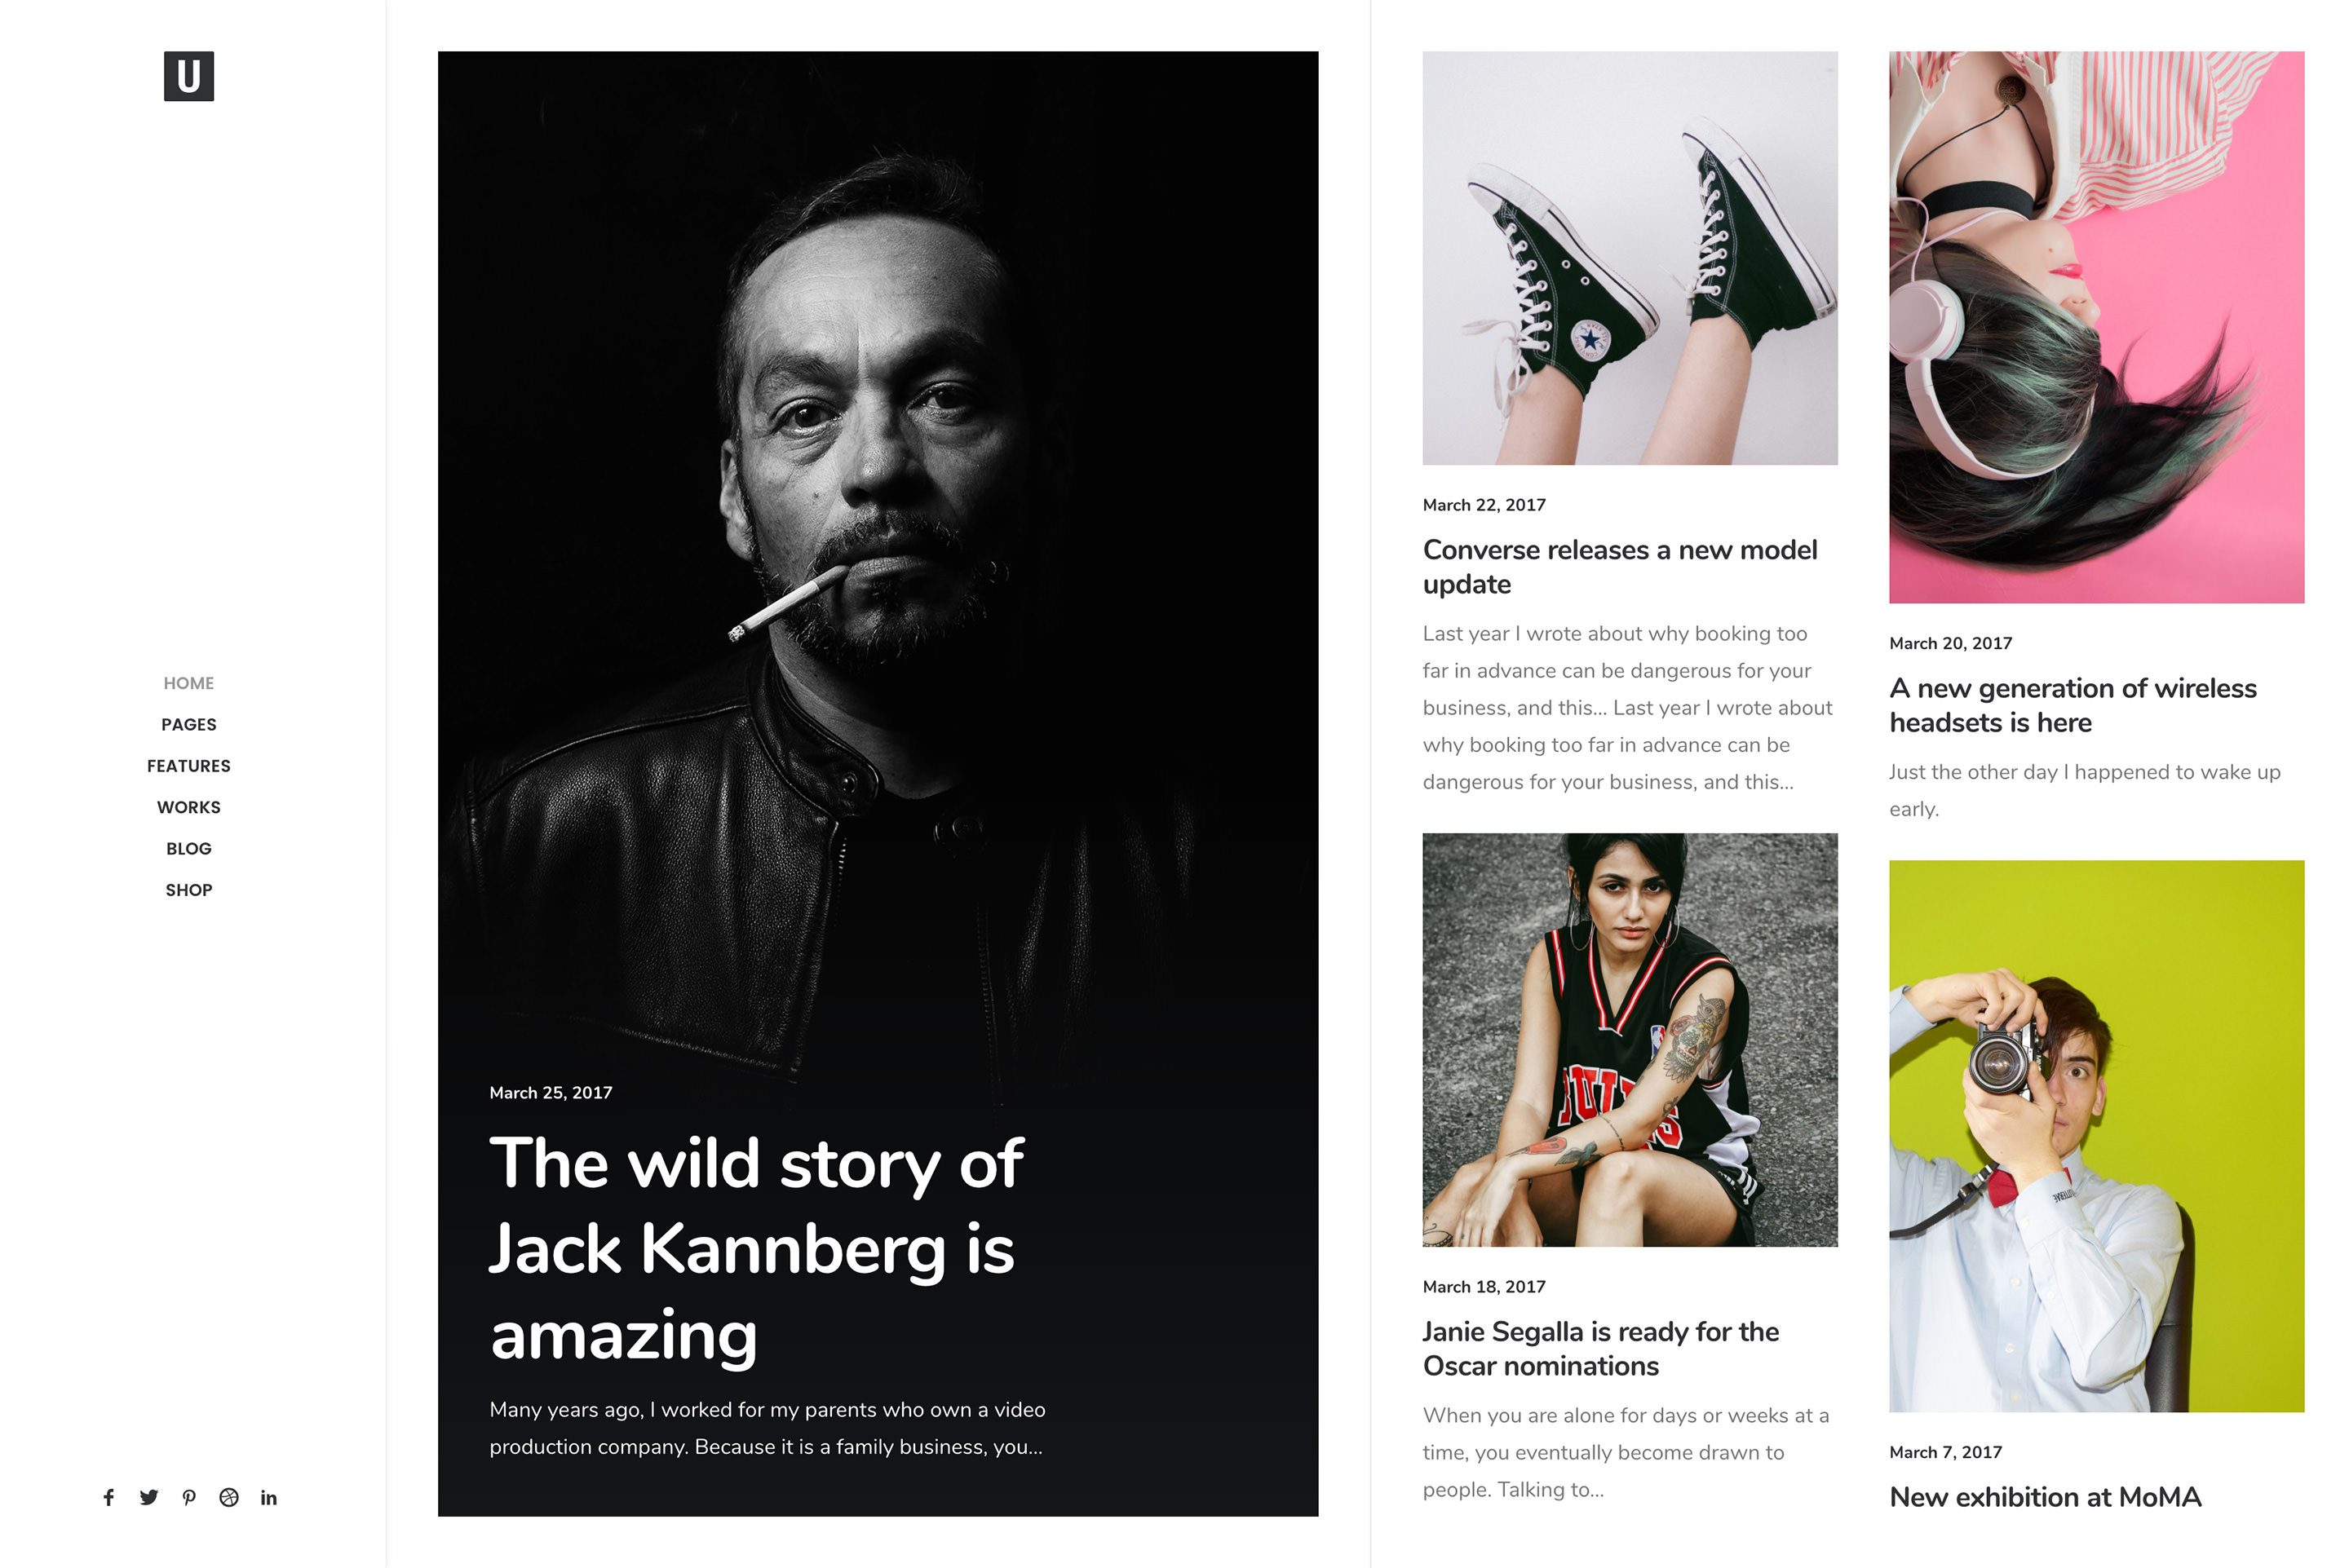 U
HOME
PAGES
FEATURES
WORKS
BLOG
SHOP
March 25, 2017
The wild story of
Jack Kannberg is
amazing
Many years ago, I worked for my parents who own a video
production company. Because it is a family business, you...
March 22, 2017
Converse releases a new model
update
Last year I wrote about why booking too
far in advance can be dangerous for your
business, and this... Last year I wrote about
why booking too far in advance can be
dangerous for your business, and this...
March 18, 2017
Janie Segalla is ready for the
Oscar nominations
When you are alone for days or weeks at a
time, you eventually become drawn to
people. Talking to...
March 20, 2017
A new generation of wireless
headsets is here
Just the other day I happened to wake up
early.
March 7, 2017
New exhibition at MoMA